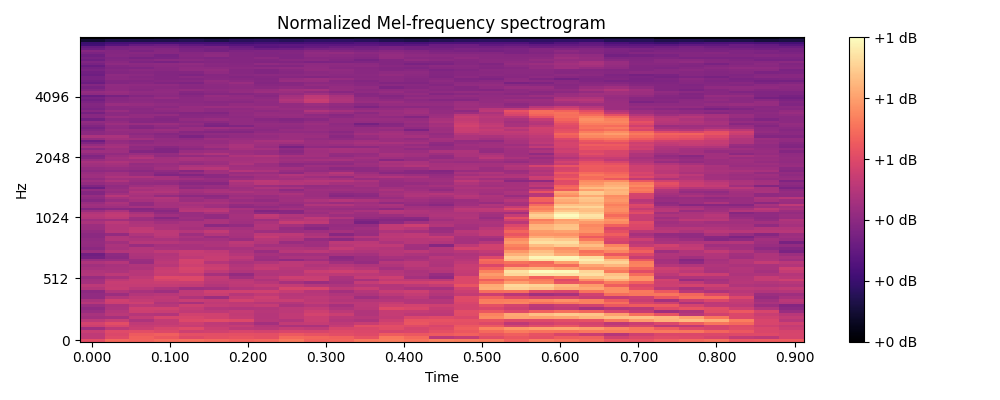 Normalized Mel-frequency spectrogram
Hz
4096
2048
1024
512
0
0.000 0.100 0.200 0.300 0.400 0.500 0.600 0.700 0.800 0.900
Time
+1 dB
+1 dB
+1 dB
+0 dB
+0 dB
+0 dB